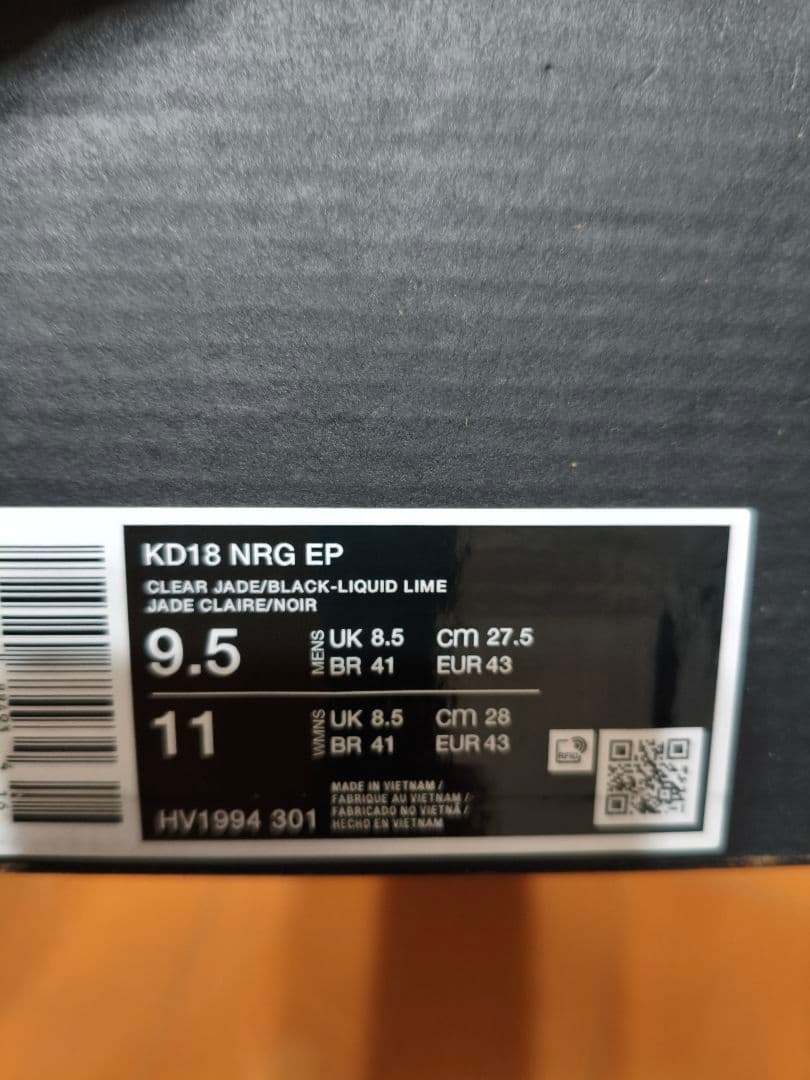 KD18 NRG EP
CLEAR JADE/BLACK-LIQUID LIME
JADE CLAIRE/NOIR
9.5 MENS UK 8.5 cm 27.5
BR 41 EUR 43
11 WMNS UK 8.5 cm 28
BR 41 EUR 43
RFID
HV1994 301
MADE IN VIETNAM /
FABRIQUE AU VIETNAM /
FABRICADO NO VIETNÃ /
HECHO EN VIETNAM